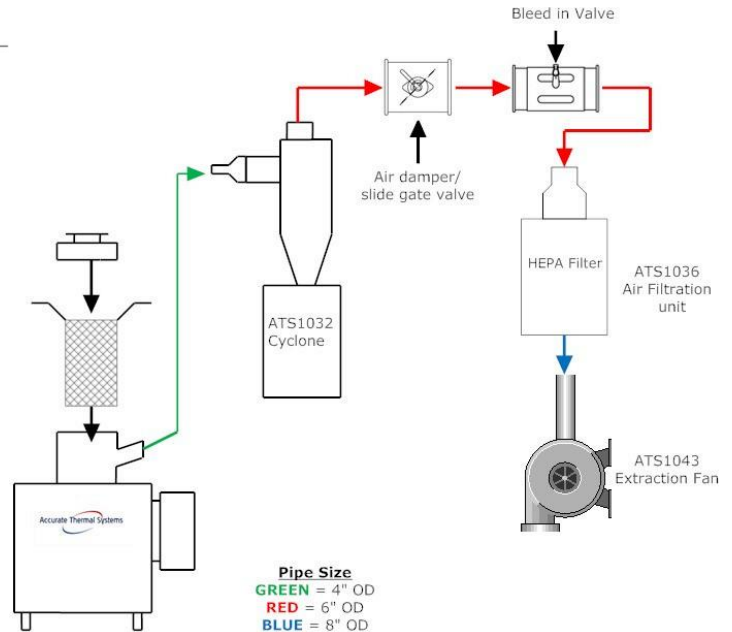 Bleed in Valve
Air damper/
slide gate valve
HEPA Filter
ATS1036
Air Filtration
unit
ATS1032
Cyclone
ATS1043
Extraction Fan
Accurate Thermal Systems
Pipe Size
GREEN = 4" OD
RED = 6" OD
BLUE = 8" OD